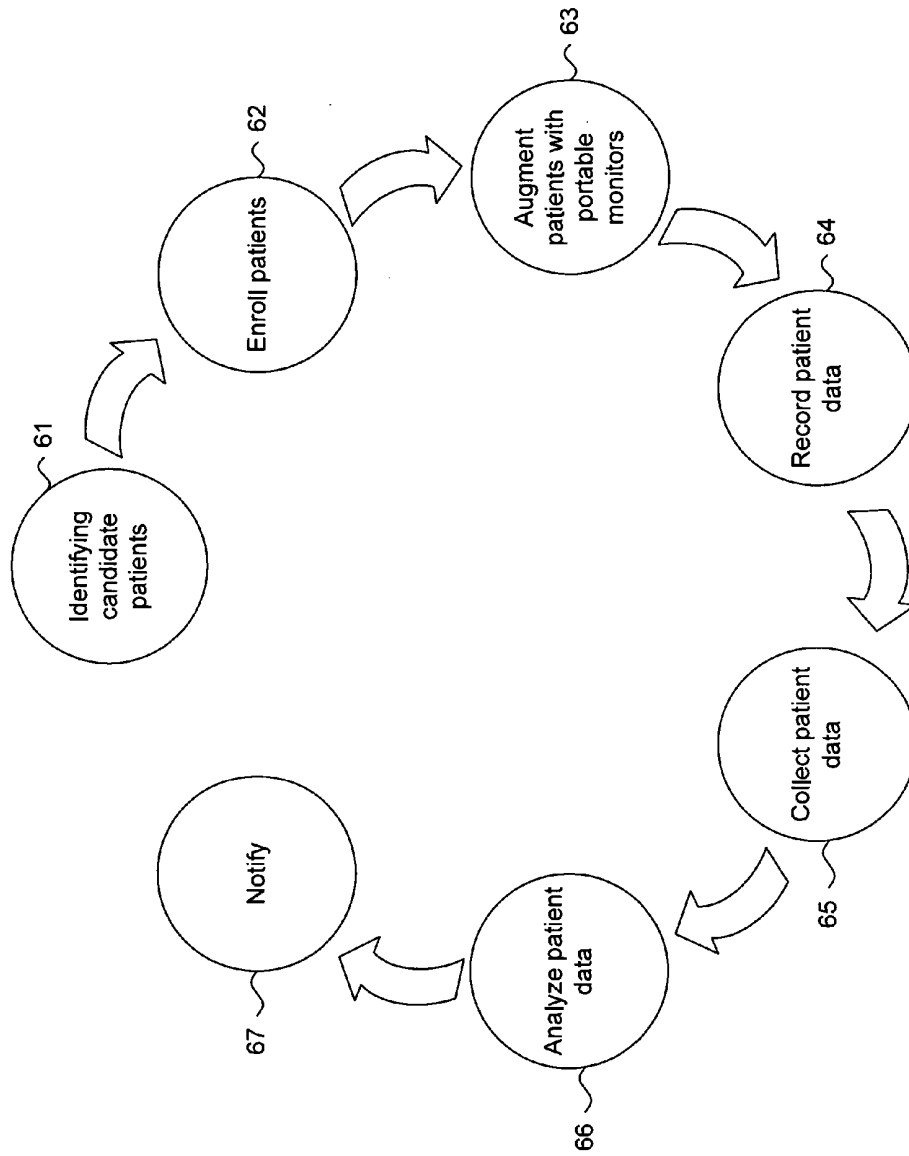 61
Identifying
candidate
patients
62
Enroll patients
63
Augment
patients with
portable
monitors
64
Record patient
data
65
Collect patient
data
66
Analyze patient
data
67
Notify